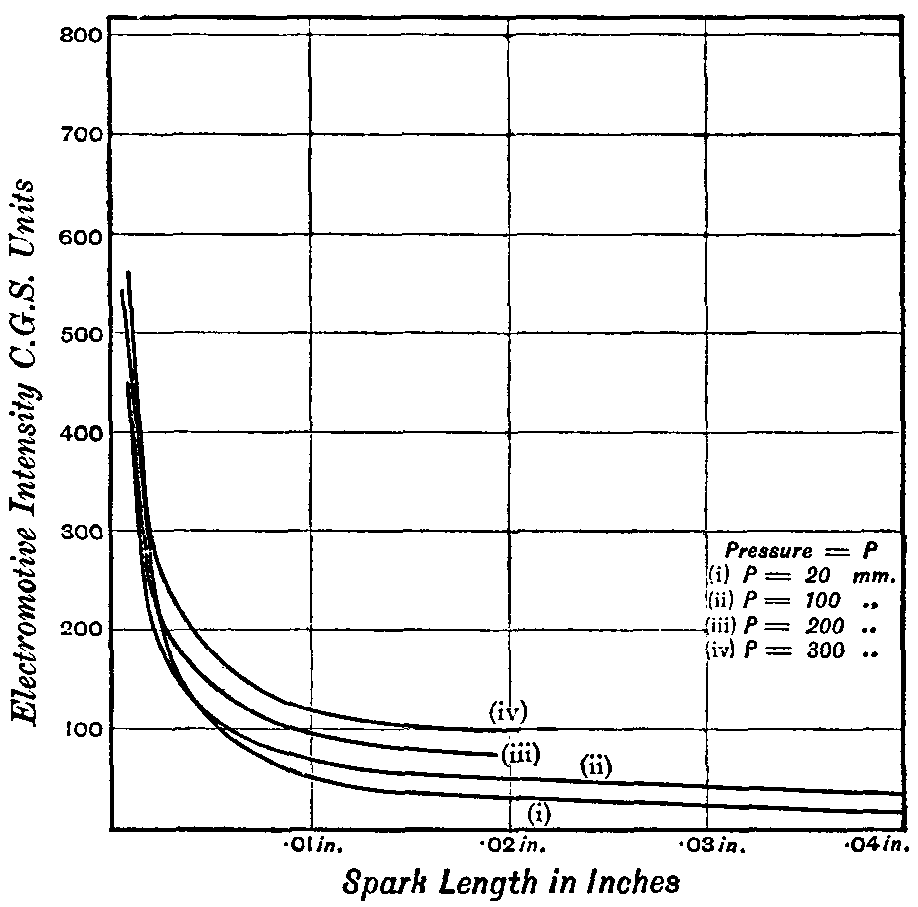 Electromotive Intensity C.G.S. Units
800
700
600
500
400
300
200
100
Pressure = P
(i) P = 20 mm.
(ii) P = 100 „
(iii) P = 200 „
(iv) P = 300 „
(iv)
(iii)
(ii)
(i)
·01 in. ·02 in. ·03 in. ·04 in.
Spark Length in Inches